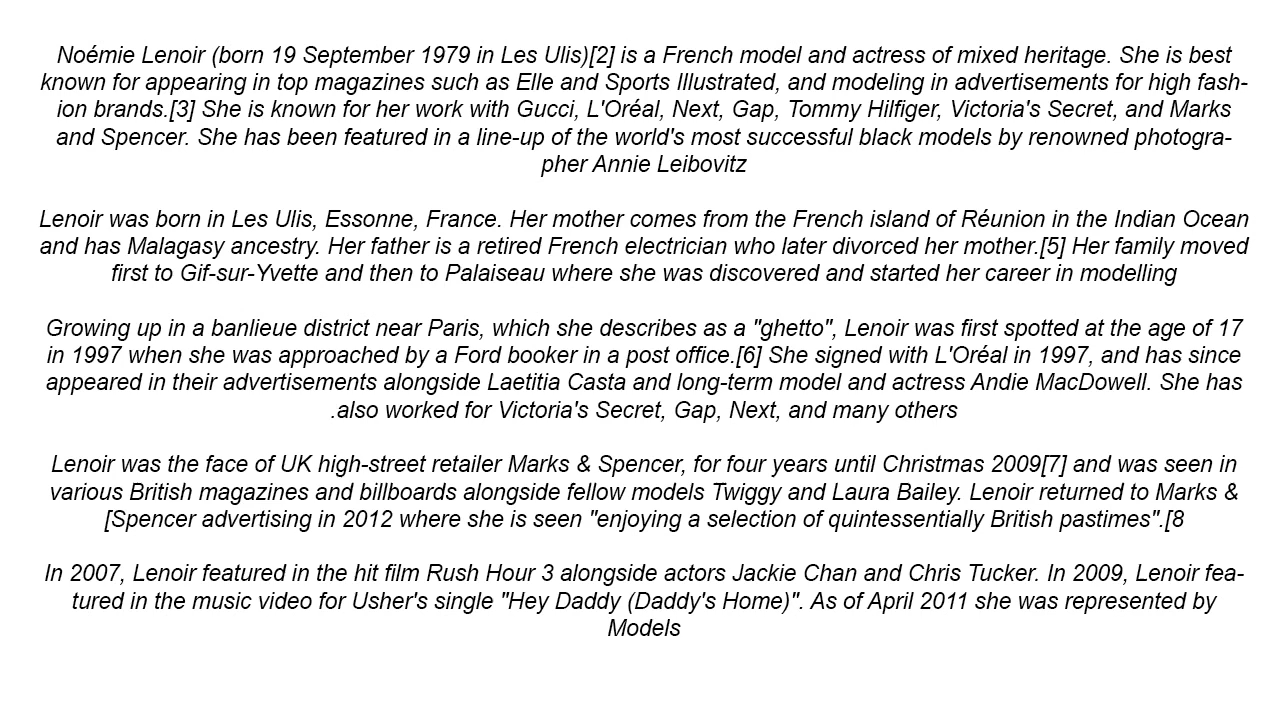 Noémie Lenoir (born 19 September 1979 in Les Ulis)[2] is a French model and actress of mixed heritage. She is best
known for appearing in top magazines such as Elle and Sports Illustrated, and modeling in advertisements for high fash-
ion brands.[3] She is known for her work with Gucci, L'Oréal, Next, Gap, Tommy Hilfiger, Victoria's Secret, and Marks
and Spencer. She has been featured in a line-up of the world's most successful black models by renowned photogra-
pher Annie Leibovitz
Lenoir was born in Les Ulis, Essonne, France. Her mother comes from the French island of Réunion in the Indian Ocean
and has Malagasy ancestry. Her father is a retired French electrician who later divorced her mother.[5] Her family moved
first to Gif-sur-Yvette and then to Palaiseau where she was discovered and started her career in modelling
Growing up in a banlieue district near Paris, which she describes as a "ghetto", Lenoir was first spotted at the age of 17
in 1997 when she was approached by a Ford booker in a post office.[6] She signed with L'Oréal in 1997, and has since
appeared in their advertisements alongside Laetitia Casta and long-term model and actress Andie MacDowell. She has
.also worked for Victoria's Secret, Gap, Next, and many others
Lenoir was the face of UK high-street retailer Marks & Spencer, for four years until Christmas 2009[7] and was seen in
various British magazines and billboards alongside fellow models Twiggy and Laura Bailey. Lenoir returned to Marks &
[Spencer advertising in 2012 where she is seen "enjoying a selection of quintessentially British pastimes".[8
In 2007, Lenoir featured in the hit film Rush Hour 3 alongside actors Jackie Chan and Chris Tucker. In 2009, Lenoir fea-
tured in the music video for Usher's single "Hey Daddy (Daddy's Home)". As of April 2011 she was represented by
Models